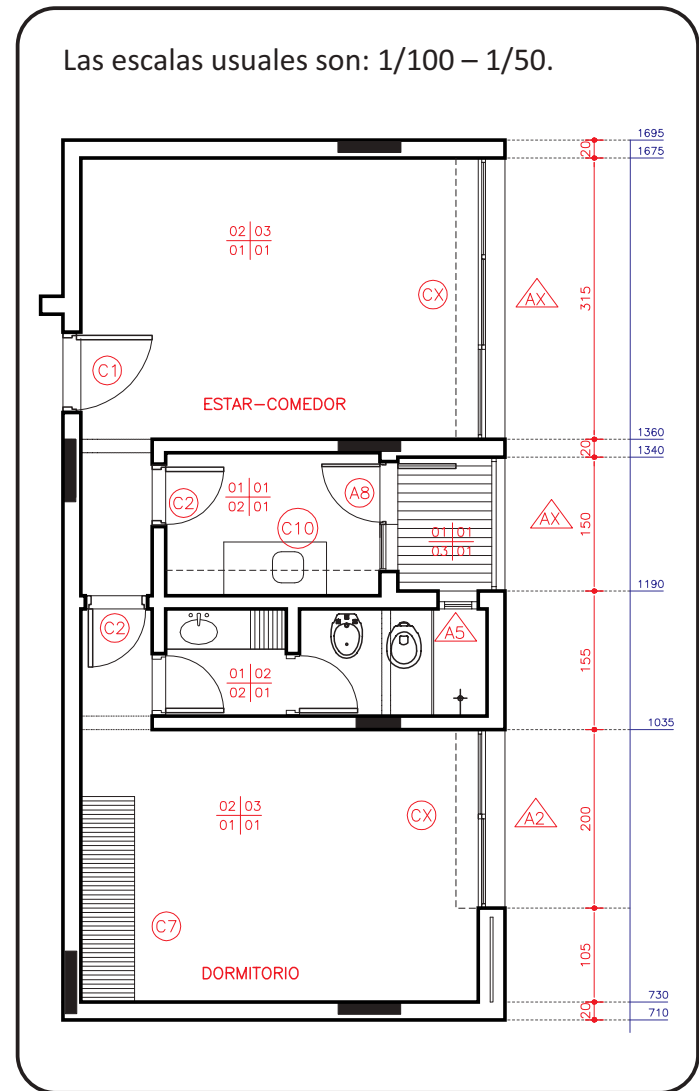 Las escalas usuales son: 1/100 – 1/50.
1695
20
1675
02 03
01 01
CX
AX
315
C1
ESTAR–COMEDOR
1360
20
1340
C2
01 01
02 01
A8
C10
01 01
03 01
AX
150
1190
C2
A5
01 02
02 01
155
1035
02 03
01 01
CX
A2
200
C7
105
DORMITORIO
730
20
710